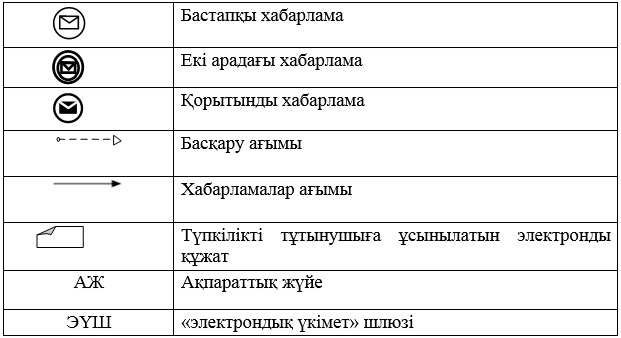 Бастапқы хабарлама
Екі арадағы хабарлама
Қорытынды хабарлама
Басқару ағымы
Хабарламалар ағымы
Түпкілікті тұтынушыға ұсынылатын электронды
құжат
АЖ Ақпараттық жүйе
ЭҮШ «электрондық үкімет» шлюзі